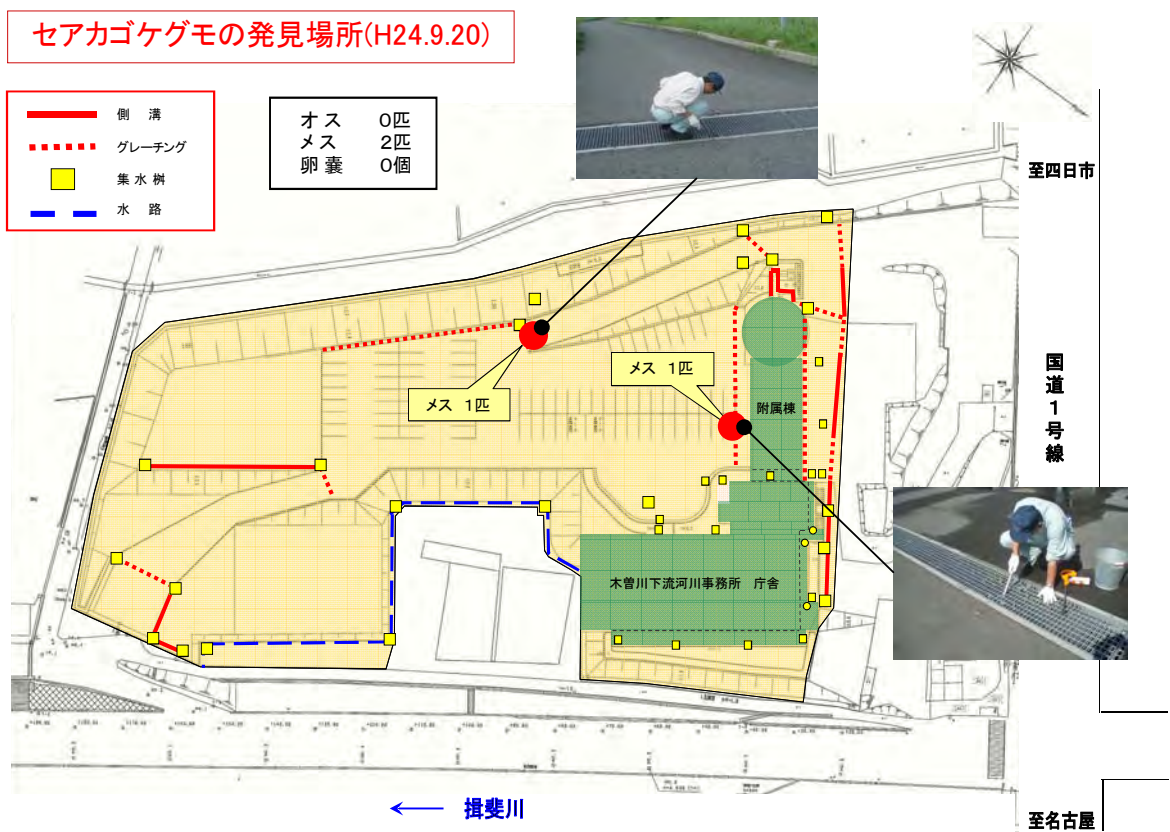 セアカゴケグモの発見場所(H24.9.20)
側 溝
グレーチング
集水桝
水 路
オス 0匹
メス 2匹
卵嚢 0個
至四日市
国道1号線
メス 1匹
メス 1匹
附属棟
木曽川下流河川事務所 庁舎
← 揖斐川
至名古屋